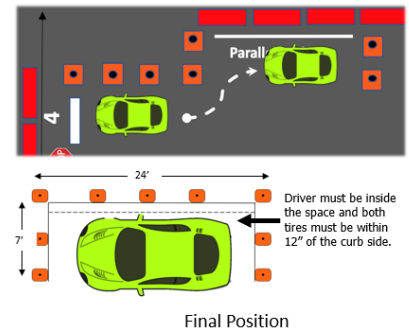 Parall
4
24'
7'
Driver must be inside
the space and both
tires must be within
12” of the curb side.
Final Position